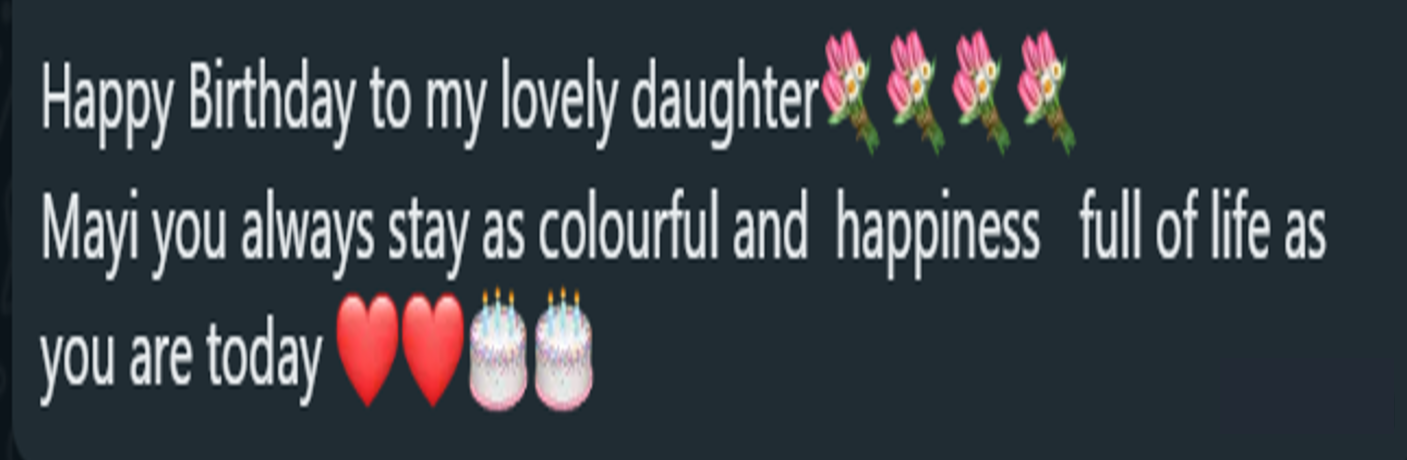 Happy Birthday to my lovely daughter💐💐💐💐
Mayi you always stay as colourful and  happiness   full of life as
you are today ❤️❤️🎂🎂